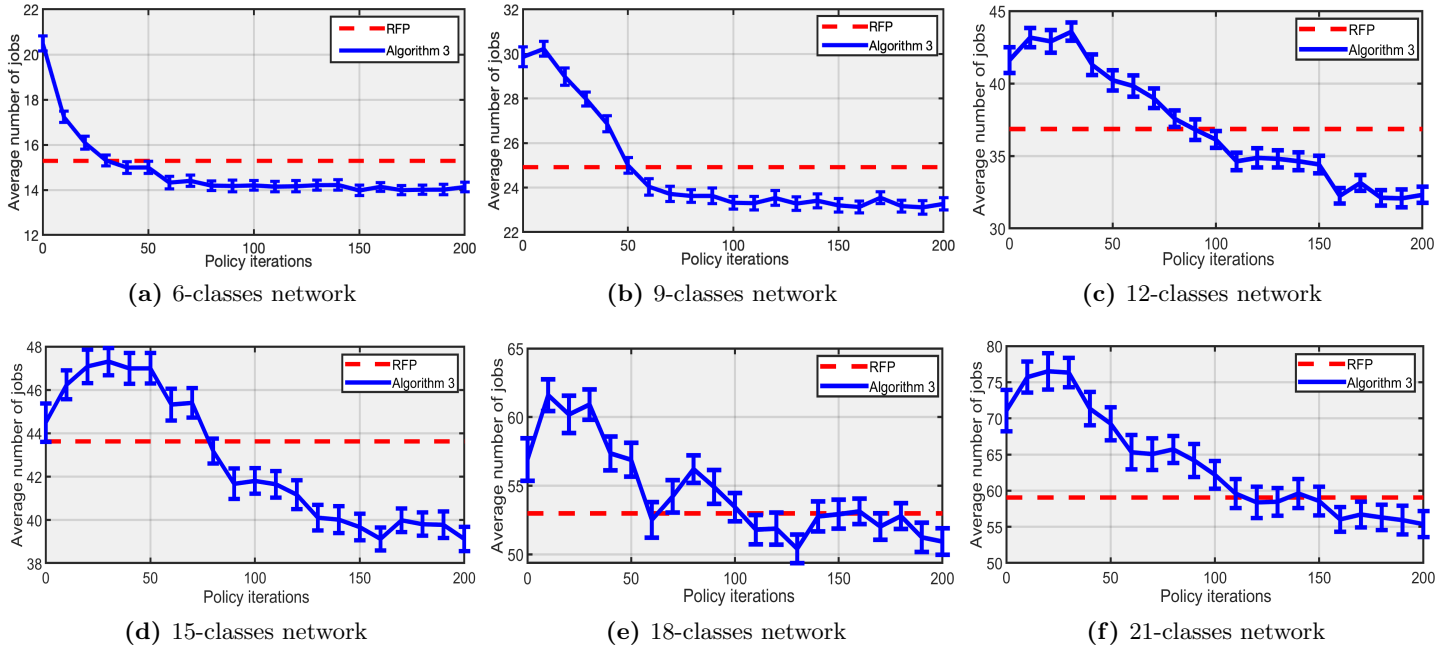 Average number of jobs
22
20
18
16
14
12
0
50
100
150
200
Policy iterations
RFP
Algorithm 3
(a) 6-classes network
Average number of jobs
32
30
28
26
24
22
0
50
100
150
200
Policy iterations
RFP
Algorithm 3
(b) 9-classes network
Average number of jobs
45
40
35
30
0
50
100
150
200
Policy iterations
RFP
Algorithm 3
(c) 12-classes network
Average number of jobs
48
46
44
42
40
38
0
50
100
150
200
Policy iterations
RFP
Algorithm 3
(d) 15-classes network
Average number of jobs
65
60
55
50
0
50
100
150
200
Policy iterations
RFP
Algorithm 3
(e) 18-classes network
Average number of jobs
80
75
70
65
60
55
50
0
50
100
150
200
Policy iterations
RFP
Algorithm 3
(f) 21-classes network